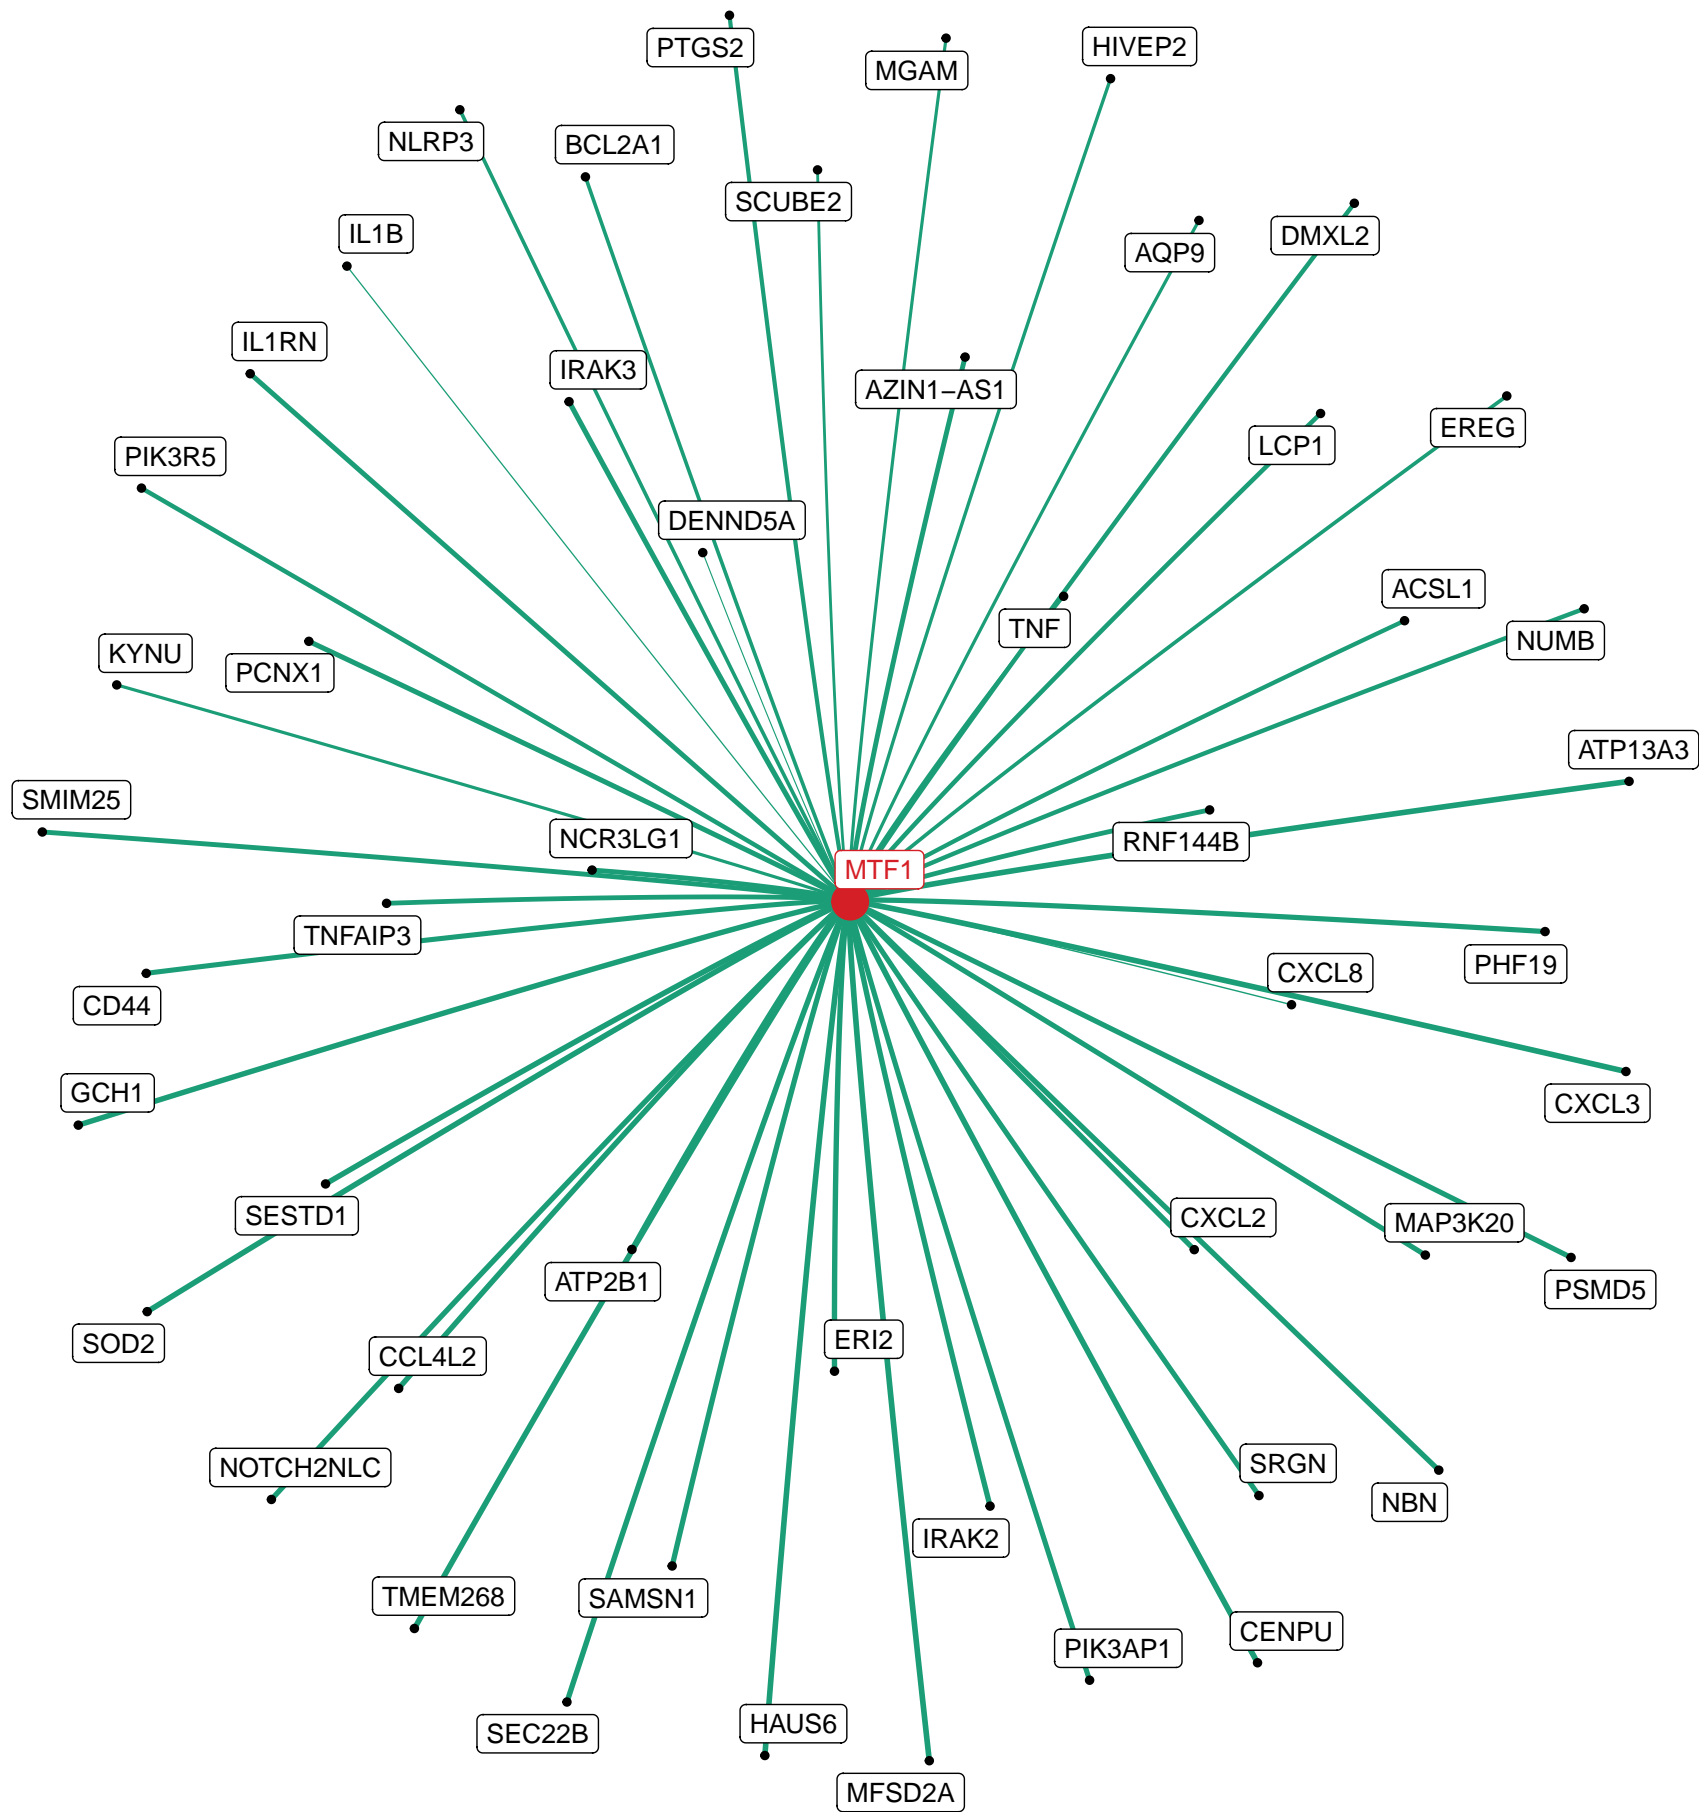 HIVEP2
PTGS2
MGAM
NLRP3
BCL2A1
SCUBE2
IL1B
DMXL2
AQP9
IL1RN
IRAK3
AZIN1−AS1
EREG
LCP1
PIK3R5
DENND5A
ACSL1
TNF
NUMB
KYNU
PCNX1
ATP13A3
SMIM25
NCR3LG1
RNF144B
MTF1
TNFAIP3
PHF19
CXCL8
CD44
GCH1
CXCL3
SESTD1
CXCL2
MAP3K20
ATP2B1
PSMD5
ERI2
SOD2
CCL4L2
SRGN
NOTCH2NLC
NBN
IRAK2
TMEM268
SAMSN1
CENPU
PIK3AP1
HAUS6
SEC22B
MFSD2A